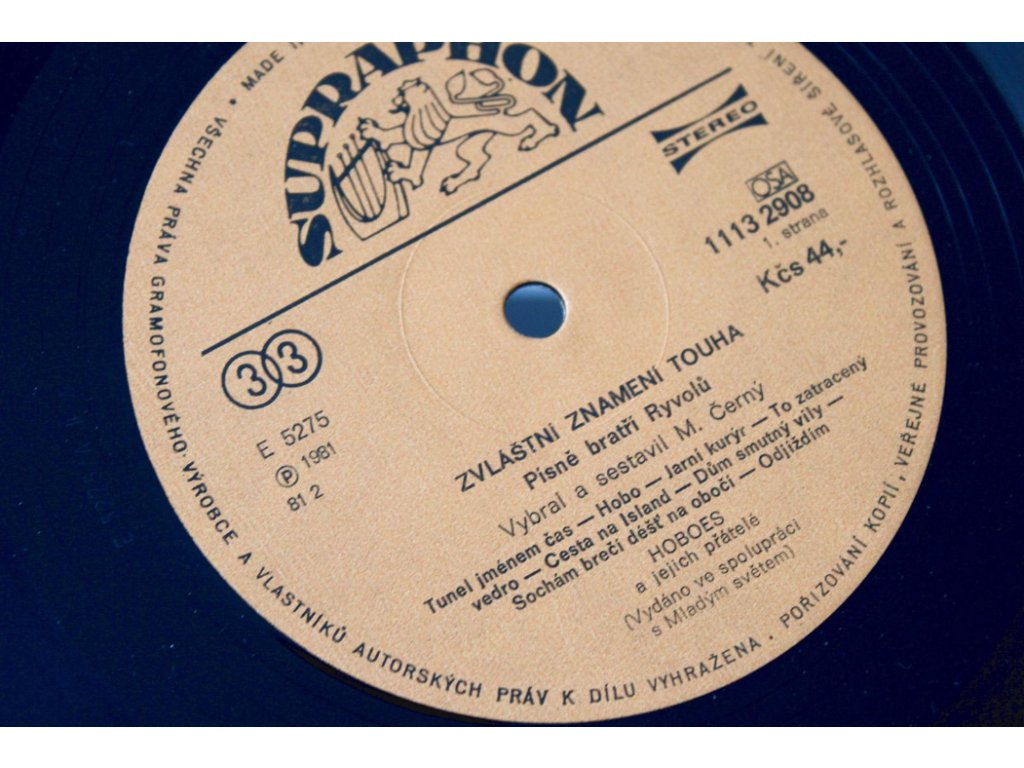 SUPRAPHON
STEREO
OSA
1113 2908
1. strana
Kčs 44,-
33
E 5275
Ⓟ 1981
81 2
ZVLÁŠTNÍ ZNAMENÍ TOUHA
Písně bratří Ryvolů
Vybral a sestavil M. Černý
Tunel jménem čas — Hobo — Jarní kurýr — To zatracený
vedro — Cesta na Island — Dům smutný víly —
Sochám brečí déšť na obočí — Odjíždím
HOBOES
a jejich přátelé
(Vydáno ve spolupráci
s Mladým světem)
MADE • VŠECHNA PRÁVA GRAMOFONOVÉHO VÝROBCE A VLASTNÍKŮ AUTORSKÝCH PRÁV K DÍLU VYHRAŽENA . POŘIZOVÁNÍ KOPIÍ, VEŘEJNÉ PROVOZOVÁNÍ A ROZHLASOVÉ ŠÍŘENÍ